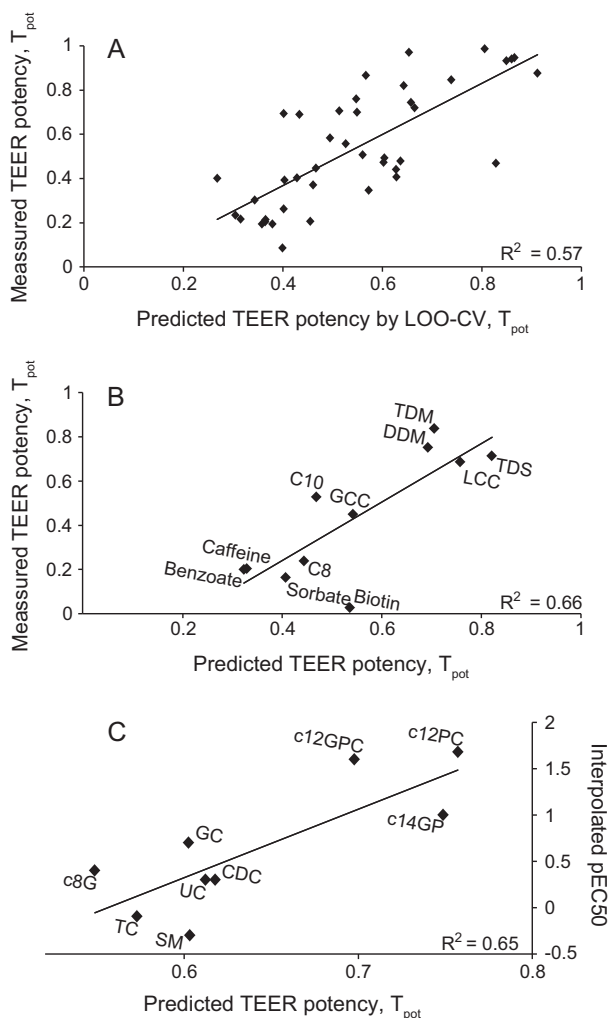 A
Meassured TEER potency, Tpot
1
0.8
0.6
0.4
0.2
0
0
0.2
0.4
0.6
0.8
1
R² = 0.57
Predicted TEER potency by LOO-CV, Tpot
B
Meassured TEER potency, Tpot
1
0.8
0.6
0.4
0.2
0
TDM
DDM
TDS
LCC
C10
GCC
Caffeine
Benzoate
C8
Sorbate
Biotin
R² = 0.66
0.2
0.4
0.6
0.8
1
Predicted TEER potency, Tpot
C
c12GPC
c12PC
c14GP
GC
c8G
UC
CDC
TC
SM
R² = 0.65
2
1.5
1
0.5
0
-0.5
Interpolated pEC50
0.6
0.7
0.8
Predicted TEER potency, Tpot